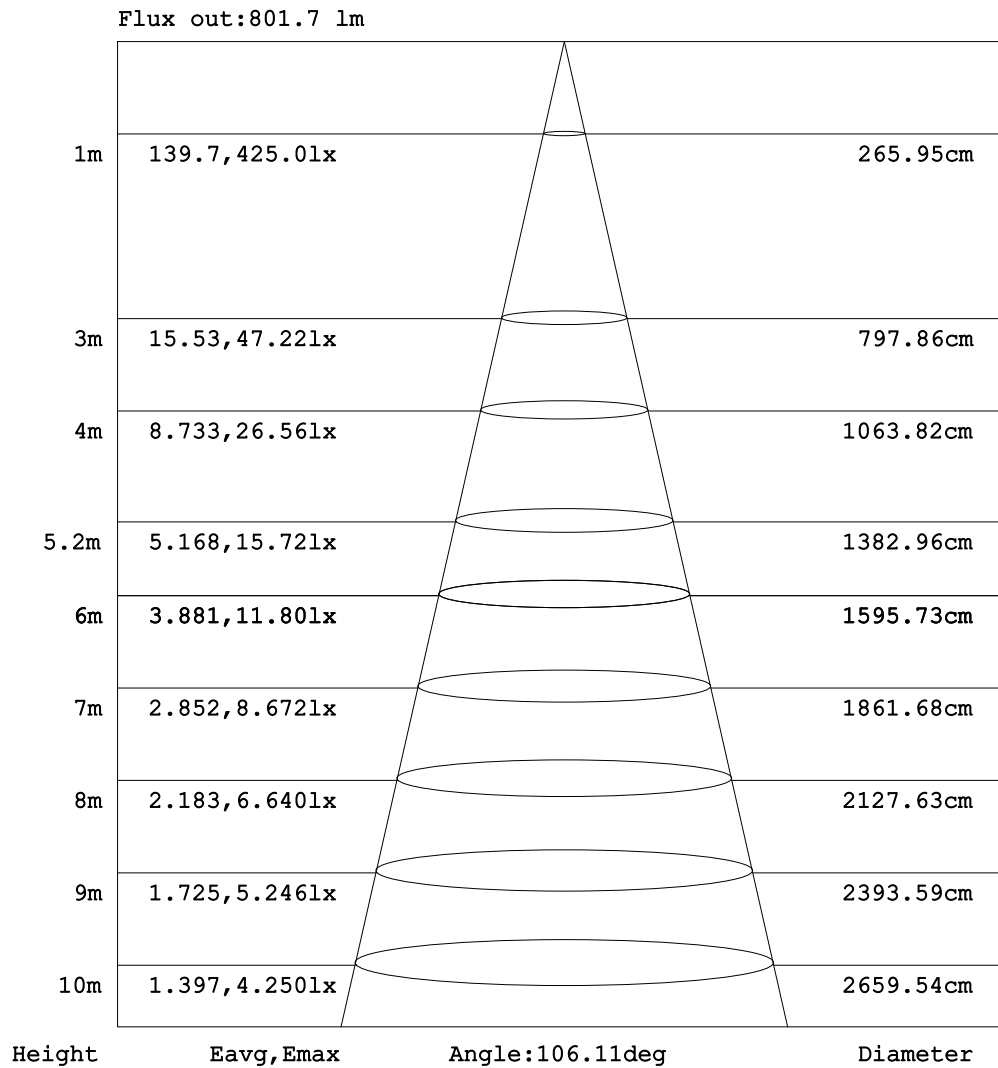 Flux out:801.7 lm
1m 139.7,425.0lx 265.95cm
3m 15.53,47.22lx 797.86cm
4m 8.733,26.56lx 1063.82cm
5.2m 5.168,15.72lx 1382.96cm
6m 3.881,11.80lx 1595.73cm
7m 2.852,8.672lx 1861.68cm
8m 2.183,6.640lx 2127.63cm
9m 1.725,5.246lx 2393.59cm
10m 1.397,4.250lx 2659.54cm
Height Eavg,Emax Angle:106.11deg Diameter